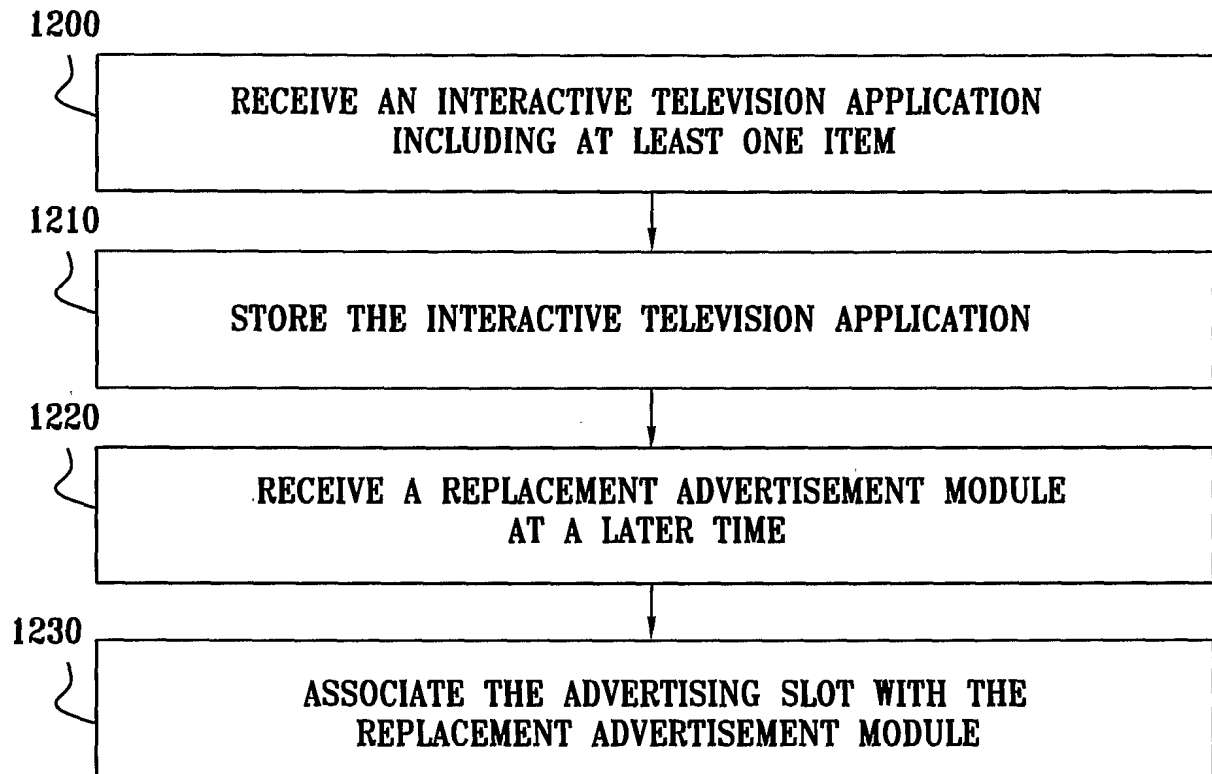 1200
RECEIVE AN INTERACTIVE TELEVISION APPLICATION
INCLUDING AT LEAST ONE ITEM
1210
STORE THE INTERACTIVE TELEVISION APPLICATION
1220
RECEIVE A REPLACEMENT ADVERTISEMENT MODULE
AT A LATER TIME
1230
ASSOCIATE THE ADVERTISING SLOT WITH THE
REPLACEMENT ADVERTISEMENT MODULE